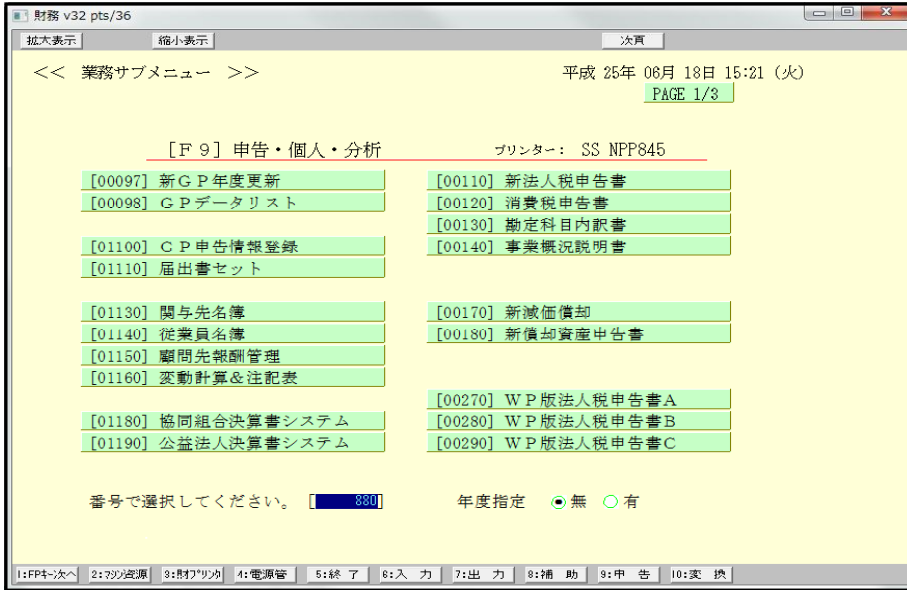 財務 v32 pts/36
拡大表示 縮小表示 次頁
<< 業務サブメニュー >> 平成 25年 06月 18日 15:21 (火)
PAGE 1/3
[F9] 申告・個人・分析 プリンター: SS NPP845
[00097] 新GP年度更新 [00110] 新法人税申告書
[00098] GPデータリスト [00120] 消費税申告書
[00130] 勘定科目内訳書
[01100] CP申告情報登録 [00140] 事業概況説明書
[01110] 届出書セット
[01130] 関与先名簿 [00170] 新減価償却
[01140] 従業員名簿 [00180] 新償却資産申告書
[01150] 顧問先報酬管理
[01160] 変動計算&注記表
[00270] WP版法人税申告書A
[01180] 協同組合決算書システム [00280] WP版法人税申告書B
[01190] 公益法人決算書システム [00290] WP版法人税申告書C
番号で選択してください。 [880] 年度指定 無 有
1:FPキー次へ 2:マシン資源 3:財プリンタ 4:電源管 5:終 了 6:入 力 7:出 力 8:補 助 9:申 告 10:変 換